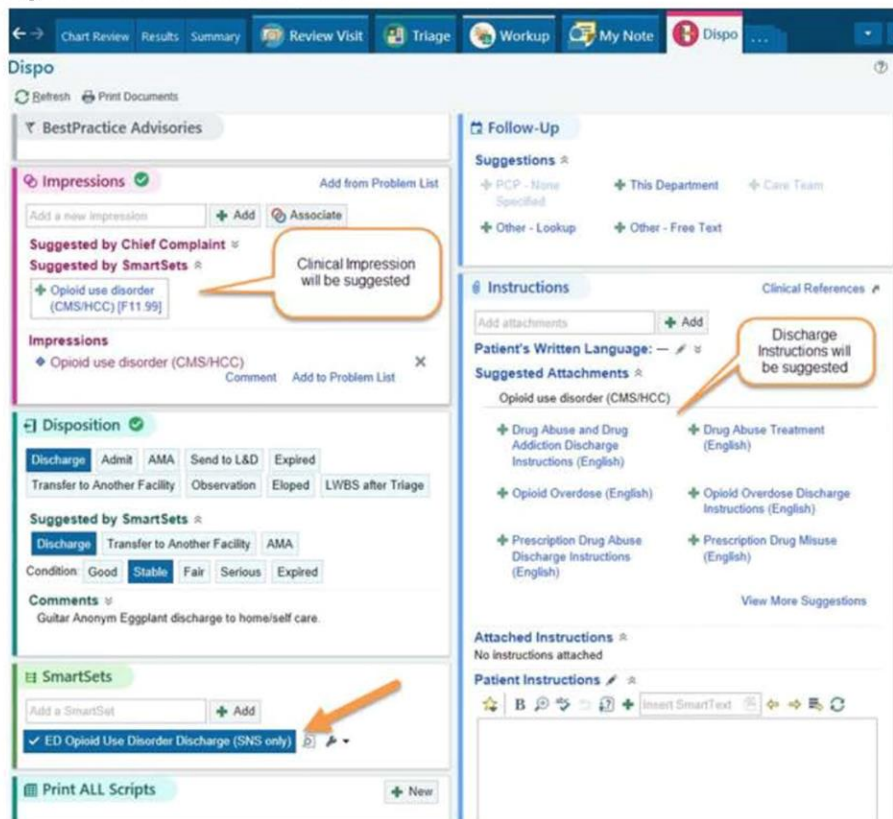 Chart Review Results Summary Review Visit Triage Workup My Note Dispo ...
Dispo
Refresh Print Documents
BestPractice Advisories
Impressions
Add from Problem List
Add a new impression
Add
Associate
Suggested by Chief Complaint
Suggested by SmartSets
Opioid use disorder
(CMS/HCC) [F11.99]
Clinical Impression
will be suggested
Impressions
Opioid use disorder (CMS/HCC)
Comment Add to Problem List
Disposition
Discharge Admit AMA Send to L&D Expired
Transfer to Another Facility Observation Eloped LWBS after Triage
Suggested by SmartSets
Discharge Transfer to Another Facility AMA
Condition: Good Stable Fair Serious Expired
Comments
Guitar Anonym Eggplant discharge to home/self care.
SmartSets
Add a SmartSet
Add
ED Opioid Use Disorder Discharge (SNS only)
Print ALL Scripts
New
Follow-Up
Suggestions
PCP - None
Specified
This Department
Care Team
Other - Lookup
Other - Free Text
Instructions
Clinical References
Add attachments
Add
Patient's Written Language: —
Discharge
Instructions will
be suggested
Suggested Attachments
Opioid use disorder (CMS/HCC)
Drug Abuse and Drug
Addiction Discharge
Instructions (English)
Drug Abuse Treatment
(English)
Opioid Overdose (English)
Opioid Overdose Discharge
Instructions (English)
Prescription Drug Abuse
Discharge Instructions
(English)
Prescription Drug Misuse
(English)
View More Suggestions
Attached Instructions
No instructions attached
Patient Instructions
B
Insert SmartText